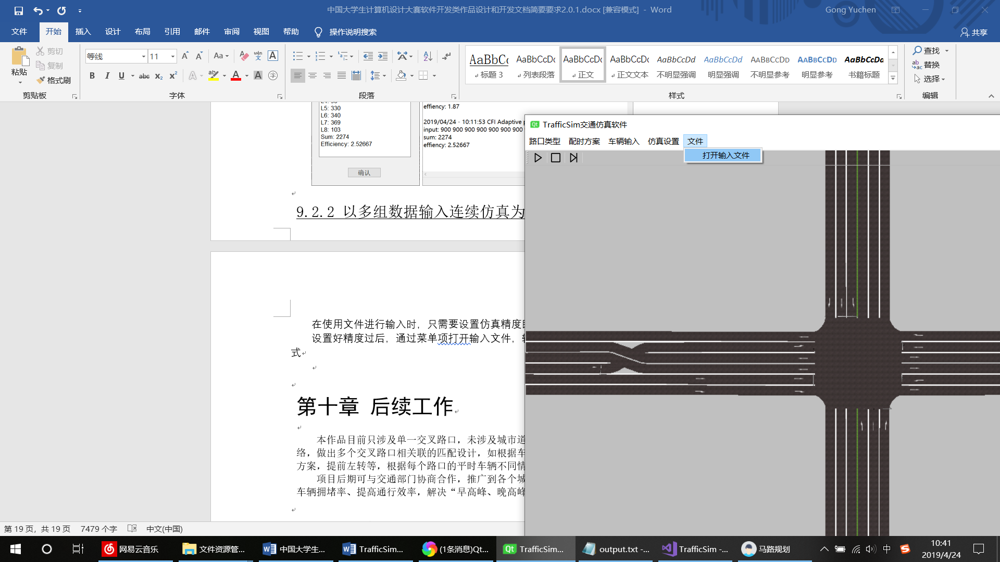 中国大学生计算机设计大赛软件开发类作品设计和开发文档简要要求2.0.1.docx [兼容模式] - Word
Gong Yuchen
文件 开始 插入 设计 布局 引用 邮件 审阅 视图 帮助 操作说明搜索
共享
粘贴
剪切
复制
格式刷
剪贴板
等线 11
字体
段落
AaBbCc 标题 3
AaBbCcDc 列表段落
AaBbCcDc 正文
AaBbCcDc 正文文本
AaBbCcDd 不明显强调
AaBbCcDd 明显强调
AaBbCcDd 不明显参考
AaBbCcDd 明显参考
AaBbCcDd 书籍标题
样式
查找
替换
选择
编辑
L5: 330
L6: 340
L7: 369
L8: 103
Sum: 2274
Efficiency: 2.52667
确认
effiency: 1.87
2019/04/24 - 10:11:53 CFI Adaptive
input: 900 900 900 900 900 900 900
sum: 2274
effiency: 2.52667
9.2.2 以多组数据输入连续仿真为
在使用文件进行输入时，只需要设置仿真精度
设置好精度过后，通过菜单项打开输入文件，
式
第十章 后续工作
本作品目前只涉及单一交叉路口，未涉及城市道
络，做出多个交叉路口相关联的匹配设计，如根据车
方案，提前左转等，根据每个路口的平时车辆不同情
项目后期可与交通部门协商合作，推广到各个城
车辆拥堵率、提高通行效率，解决“早高峰、晚高峰
TrafficSim交通仿真软件
路口类型 配时方案 车辆输入 仿真设置 文件
打开输入文件
第 19 页，共 19 页 7479 个字 中文(中国)
网易云音乐
文件资源管...
中国大学生...
TrafficSim...
(1条消息)Qt...
TrafficSim...
output.txt -...
TrafficSim -...
马路规划
中
10:41
2019/4/24